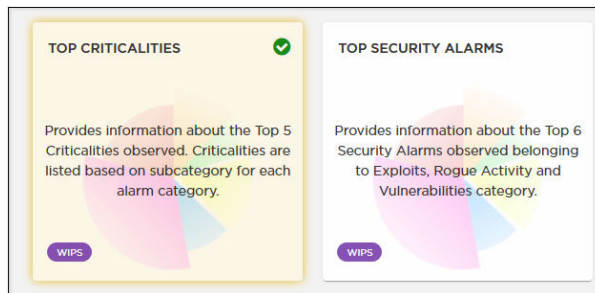 TOP CRITICALITIES
Provides information about the Top 5
Criticalities observed. Criticalities are
listed based on subcategory for each
alarm category.
WIPS
TOP SECURITY ALARMS
Provides information about the Top 6
Security Alarms observed belonging
to Exploits, Rogue Activity and
Vulnerabilities category.
WIPS